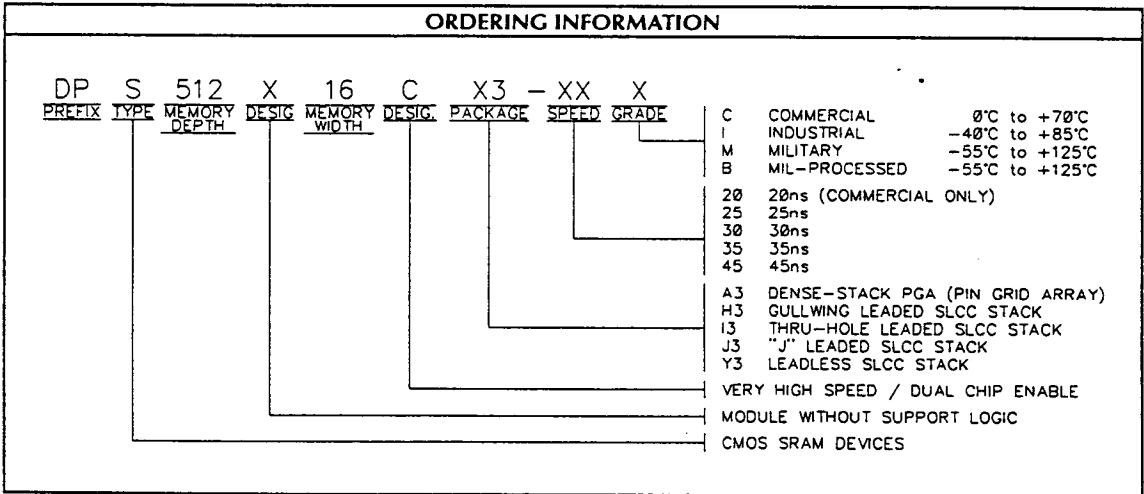 ORDERING INFORMATION
DP S 512 X 16 C X3 - XX X
PREFIX TYPE MEMORY DEPTH DESIG MEMORY WIDTH DESIG. PACKAGE SPEED GRADE
C COMMERCIAL 0°C to +70°C
I INDUSTRIAL -40°C to +85°C
M MILITARY -55°C to +125°C
B MIL-PROCESSED -55°C to +125°C
20 20ns (COMMERCIAL ONLY)
25 25ns
30 30ns
35 35ns
45 45ns
A3 DENSE-STACK PGA (PIN GRID ARRAY)
H3 GULLWING LEADED SLCC STACK
I3 THRU-HOLE LEADED SLCC STACK
J3 "J" LEADED SLCC STACK
Y3 LEADLESS SLCC STACK
VERY HIGH SPEED / DUAL CHIP ENABLE
MODULE WITHOUT SUPPORT LOGIC
CMOS SRAM DEVICES